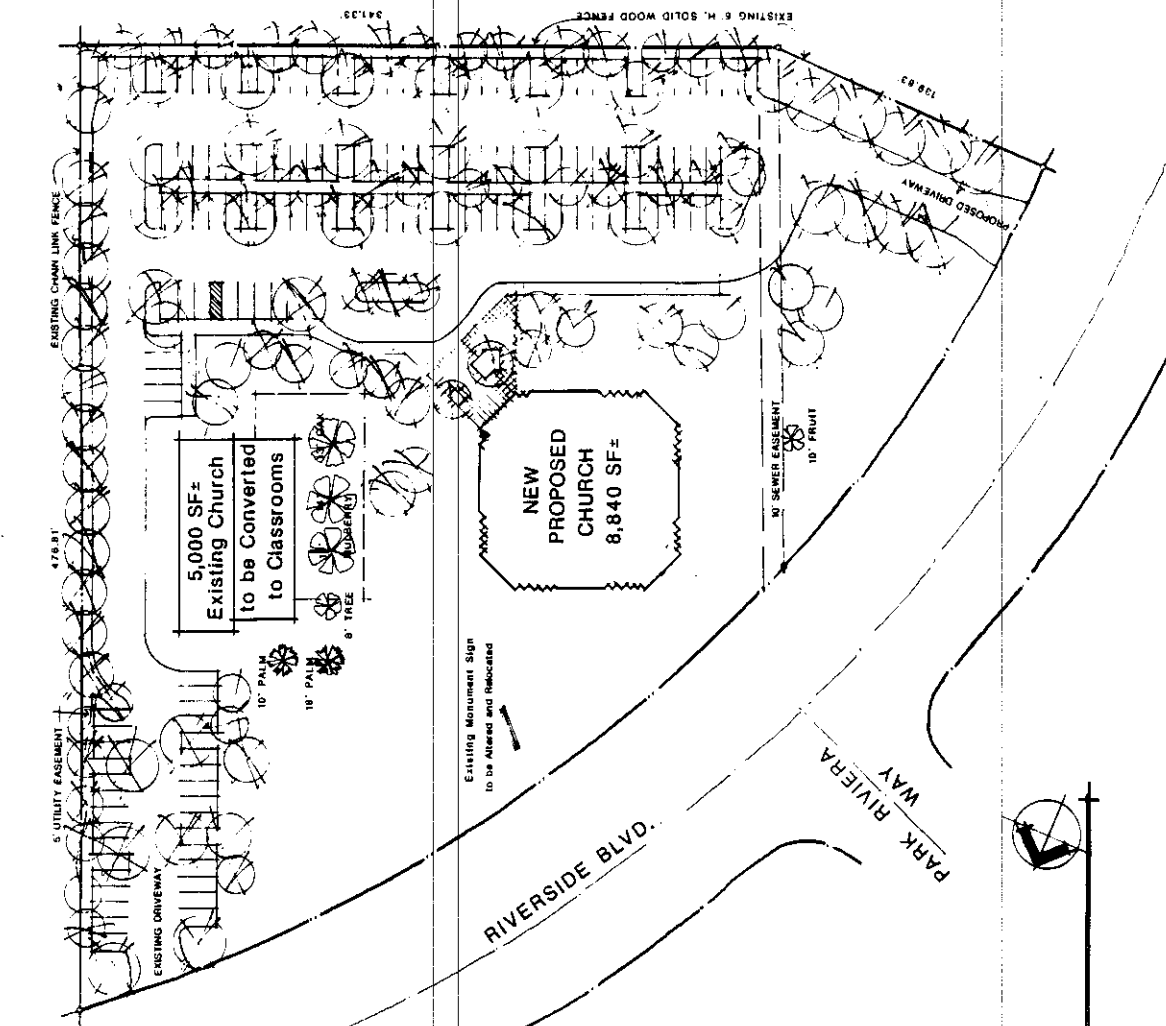 341.33'
EXISTING 6' H. SOLID WOOD FENCE
139.83'
PROPOSED DRIVEWAY
EXISTING CHAIN LINK FENCE
476.81'
5' UTILITY EASEMENT
EXISTING DRIVEWAY
5,000 SF±
Existing Church
to be Converted
to Classrooms
OAK
MULBERRY
8' TREE
10' PALM
18' PALM
NEW
PROPOSED
CHURCH
8,840 SF±
10' SEWER EASEMENT
10' FRUIT
Existing Monument Sign
to be Altered and Relocated
RIVERSIDE BLVD.
PARK RIVIERA
WAY